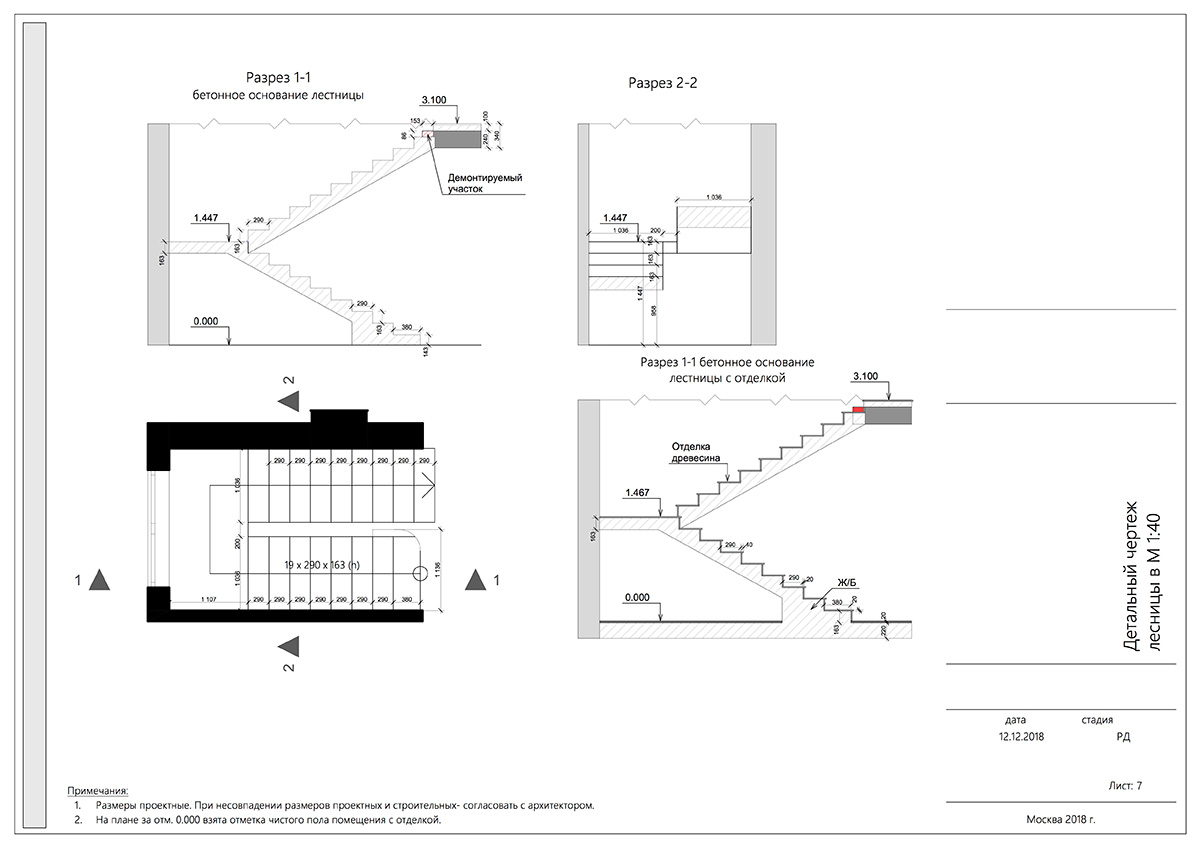 Разрез 1-1
бетонное основание лестницы
3.100
153
100
86
240
340
Демонтируемый
участок
1.447
290
163
163
290
0.000
163
380
143
Разрез 2-2
1 036
1.447
1 036
200
163
163
163
1 447
958
2
290 290 290 290 290 290 290 290
1 036
200
19 x 290 x 163 (h)
1 036
1 136
1 107 290 290 290 290 290 290 290 380
1
1
2
Разрез 1-1 бетонное основание
лестницы с отделкой
3.100
Отделка
древесина
1.467
163
290 40
290 20
Ж/Б
0.000
380 20
163
20
220
Детальный чертеж
лесницы в М 1:40
дата стадия
12.12.2018 РД
Лист: 7
Москва 2018 г.
Примечания:
1. Размеры проектные. При несовпадении размеров проектных и строительных- согласовать с архитектором.
2. На плане за отм. 0.000 взята отметка чистого пола помещения с отделкой.